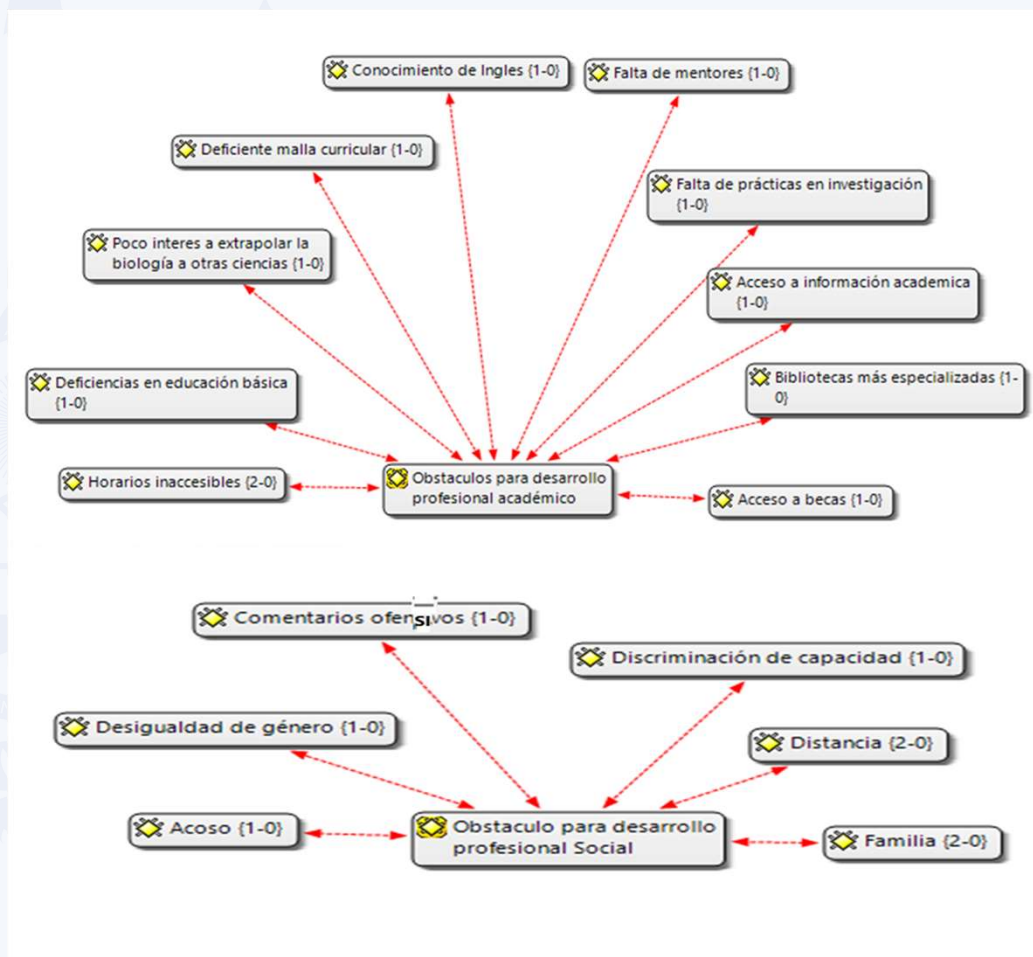 Conocimiento de Ingles {1-0}
Falta de mentores {1-0}
Deficiente malla curricular {1-0}
Falta de prácticas en investigación
{1-0}
Poco interes a extrapolar la
biología a otras ciencias {1-0}
Acceso a información academica
{1-0}
Deficiencias en educación básica
{1-0}
Bibliotecas más especializadas {1-
0}
Horarios inaccesibles {2-0}
Obstaculos para desarrollo
profesional académico
Acceso a becas {1-0}
Comentarios ofensivos {1-0}
Discriminación de capacidad {1-0}
Desigualdad de género {1-0}
Distancia {2-0}
Acoso {1-0}
Obstaculo para desarrollo
profesional Social
Familia {2-0}